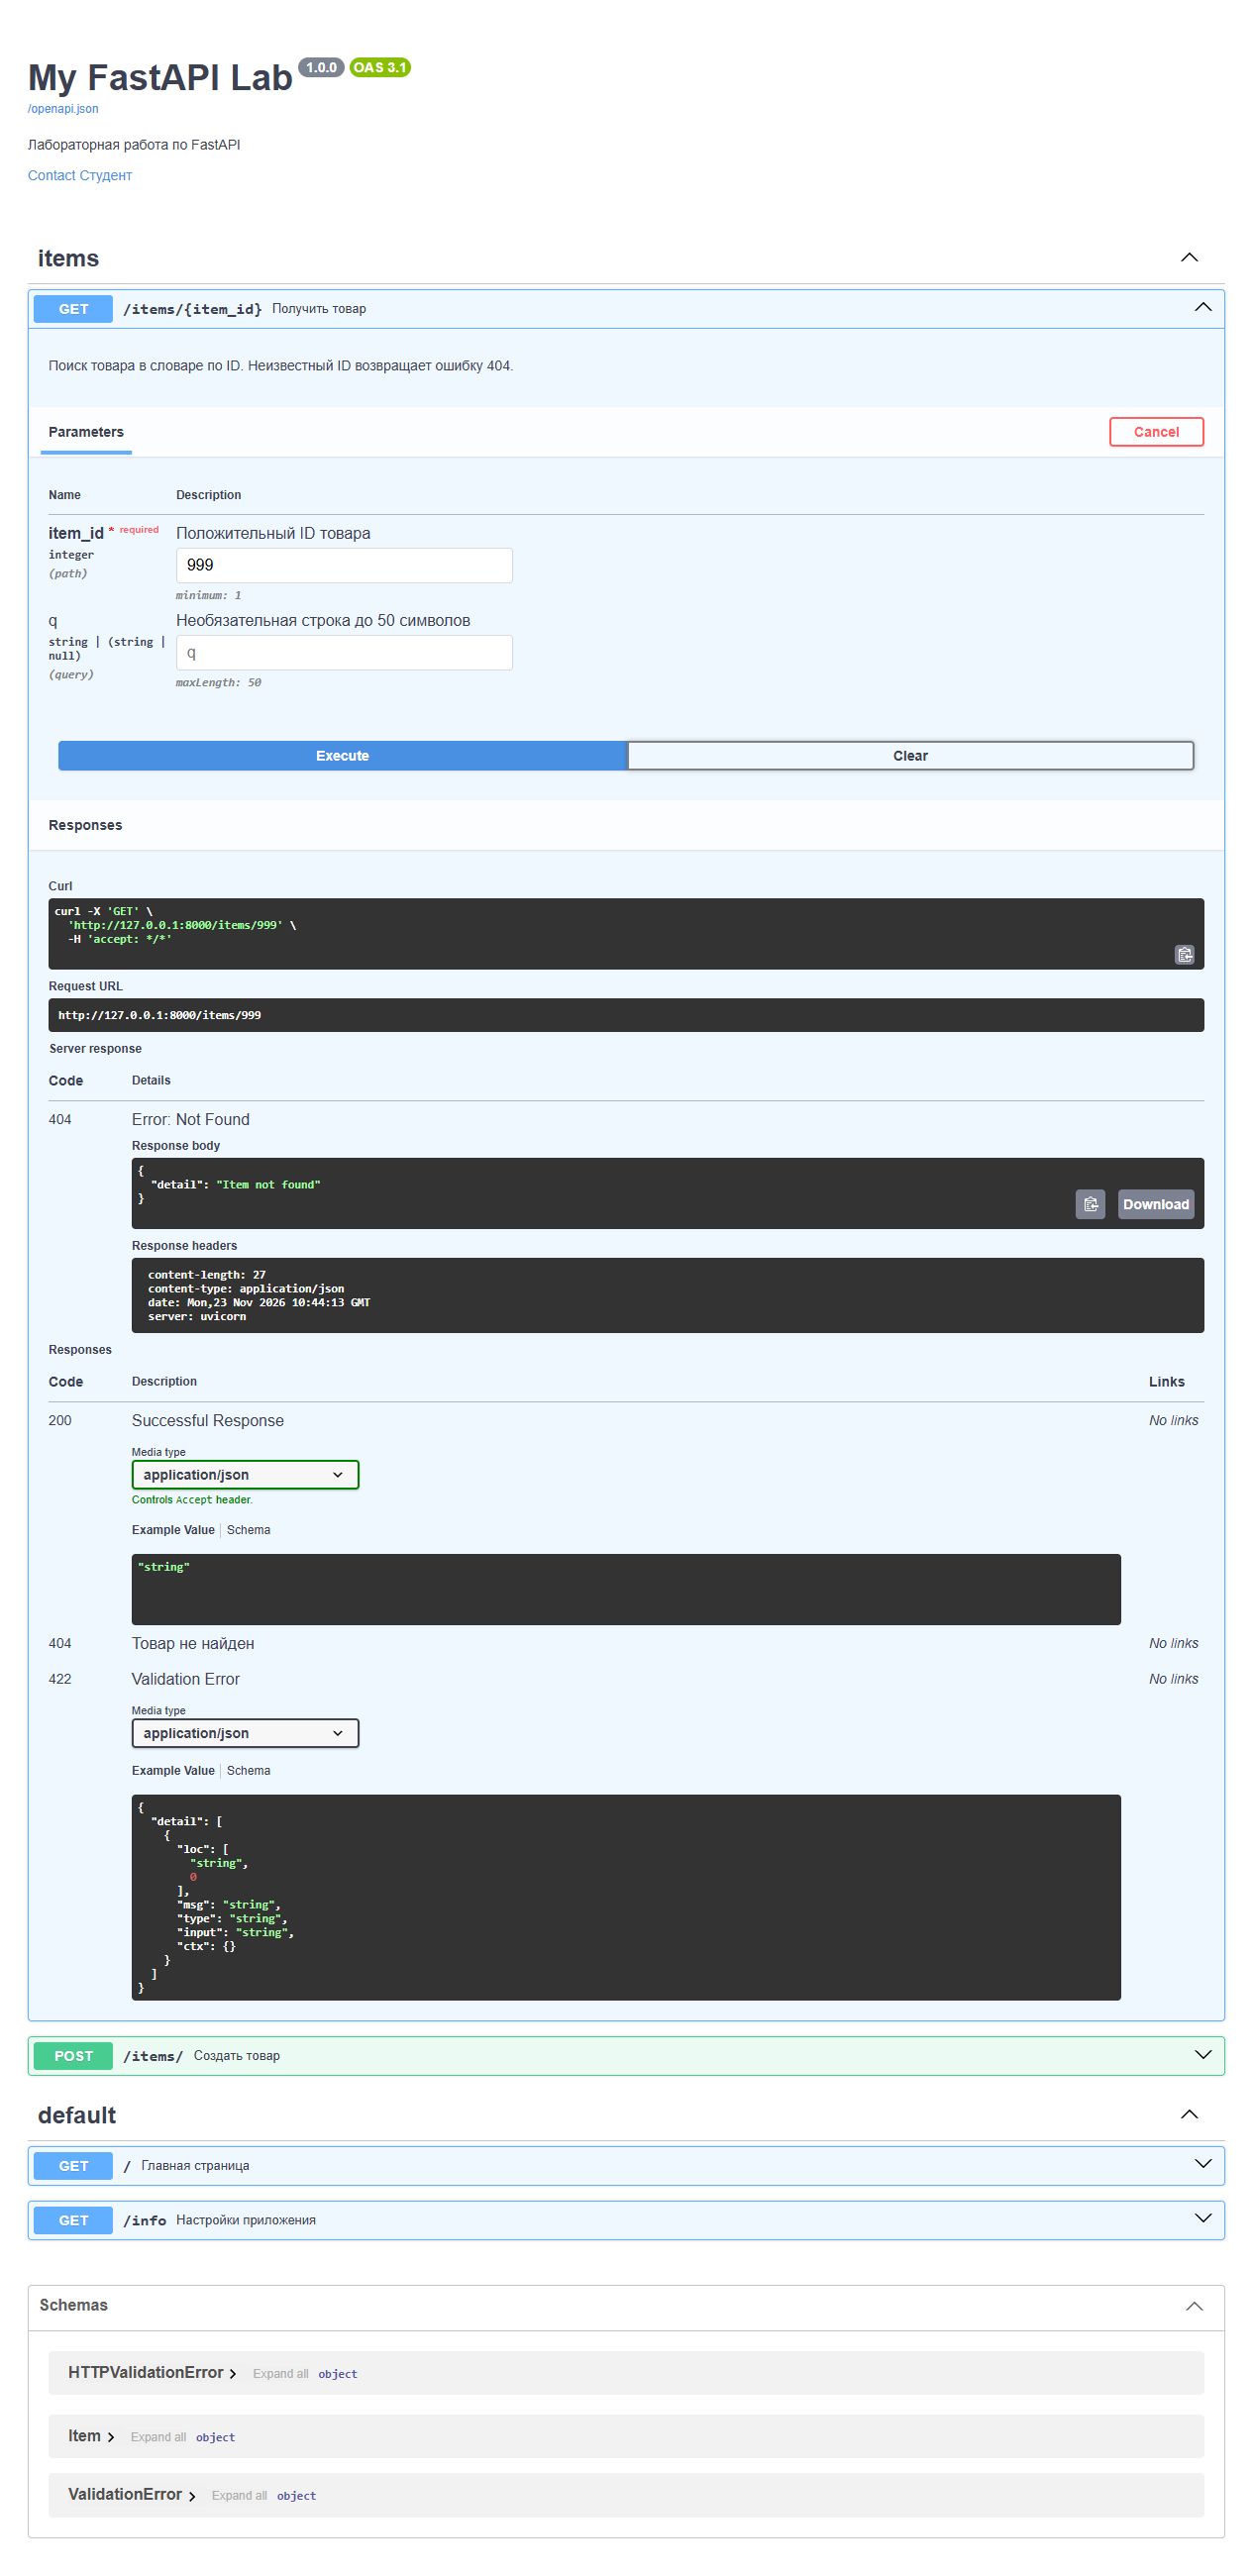 My FastAPI Lab 1.0.0 OAS 3.1
/openapi.json
Лабораторная работа по FastAPI
Contact Студент
items
GET /items/{item_id} Получить товар
Поиск товара в словаре по ID. Неизвестный ID возвращает ошибку 404.
Parameters Cancel
Name Description
item_id * required Положительный ID товара
integer 999
(path)
minimum: 1
q Необязательная строка до 50 символов
string | (string |
null) q
(query)
maxLength: 50
Execute Clear
Responses
Curl
curl -X 'GET' \
'http://127.0.0.1:8000/items/999' \
-H 'accept: */*'
Request URL
http://127.0.0.1:8000/items/999
Server response
Code Details
404 Error: Not Found
Response body
{
"detail": "Item not found"
}
Download
Response headers
content-length: 27
content-type: application/json
date: Mon,23 Nov 2026 10:44:13 GMT
server: uvicorn
Responses
Code Description Links
200 Successful Response No links
Media type
application/json
Controls Accept header.
Example Value Schema
"string"
404 Товар не найден No links
422 Validation Error No links
Media type
application/json
Example Value Schema
{
"detail": [
{
"loc": [
"string",
0
],
"msg": "string",
"type": "string",
"input": "string",
"ctx": {}
}
]
}
POST /items/ Создать товар
default
GET / Главная страница
GET /info Настройки приложения
Schemas
HTTPValidationError Expand all object
Item Expand all object
ValidationError Expand all object